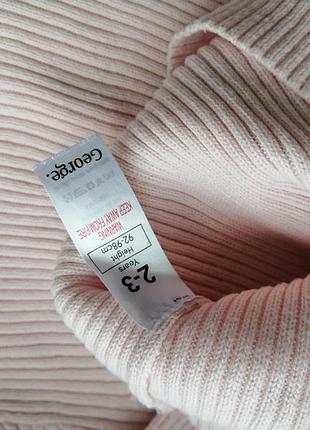 George.
WARNING
KEEP AWAY
FROM FIRE
Height
92-98cm
2-3
Years